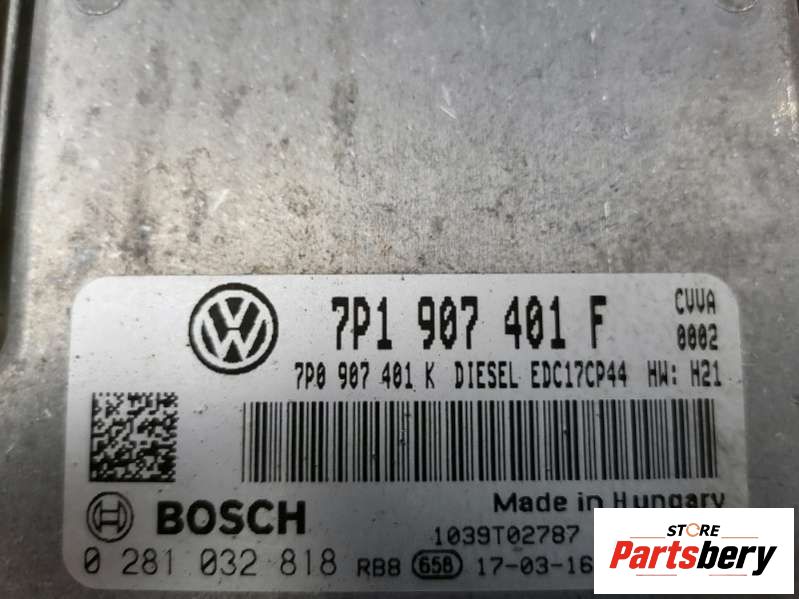 7P1 907 401 F CVVA
0002
7P0 907 401 K DIESEL EDC17CP44 HW: H21
Made in Hungary
BOSCH 1039T02787
0 281 032 818 RB8 658 17-03-16
STORE
Partsbery